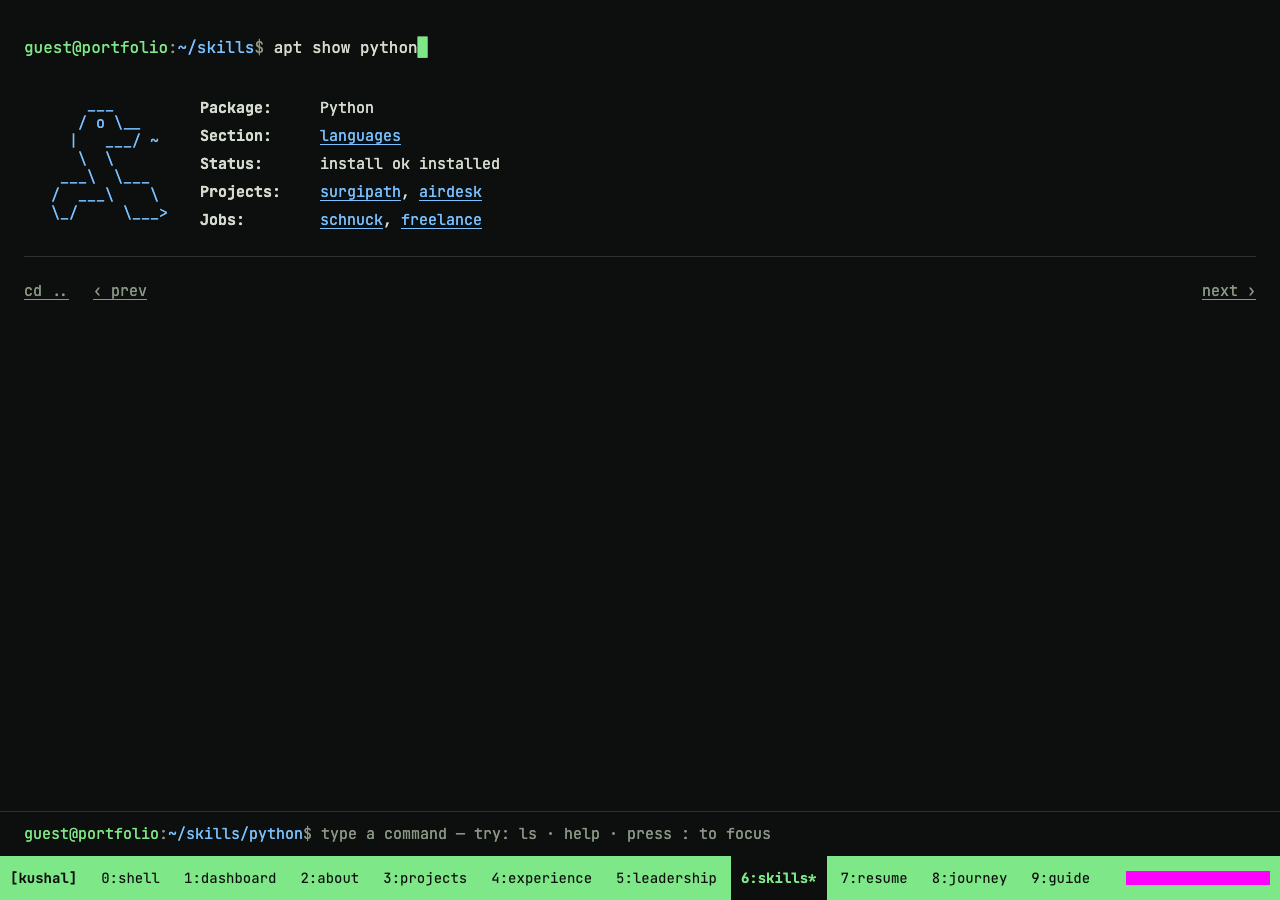 guest@portfolio:~/skills$ apt show python
Package: Python
Section: languages
Status: install ok installed
Projects: surgipath, airdesk
Jobs: schnuck, freelance
cd .. ‹ prev next ›
guest@portfolio:~/skills/python$ type a command — try: ls · help · press : to focus
[kushal] 0:shell 1:dashboard 2:about 3:projects 4:experience 5:leadership 6:skills* 7:resume 8:journey 9:guide